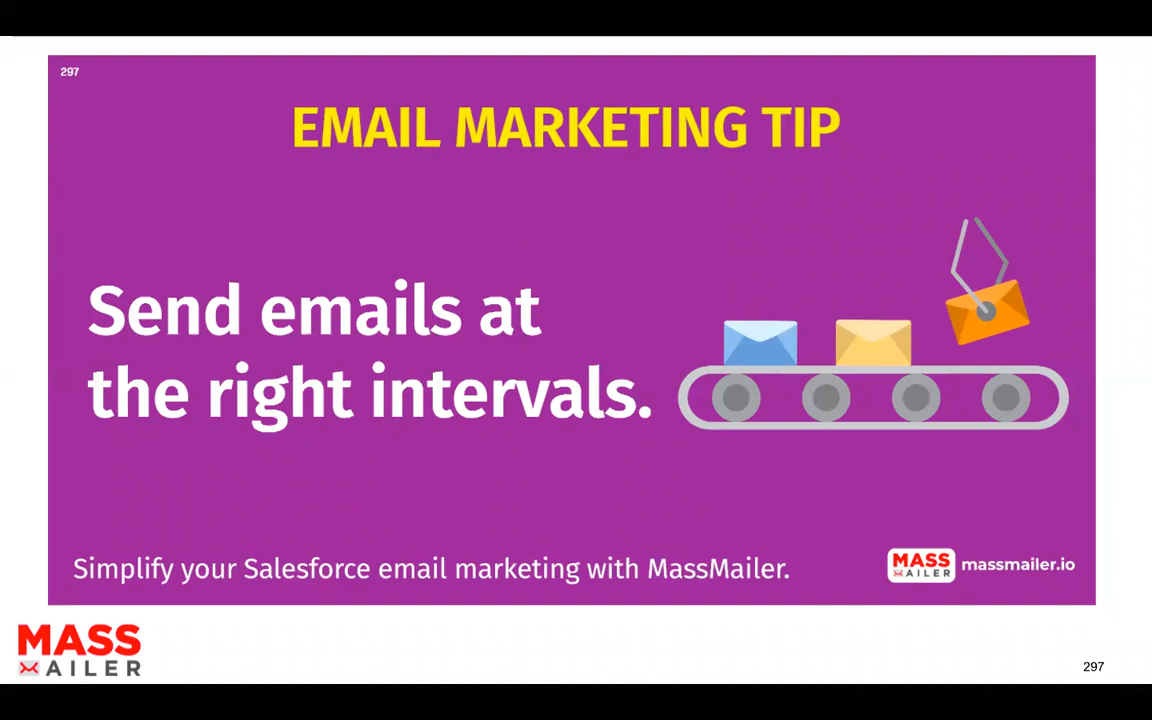 297
EMAIL MARKETING TIP
Send emails at
the right intervals.
Simplify your Salesforce email marketing with MassMailer.
MASS
MAILER
massmailer.io
MASS
MAILER
297